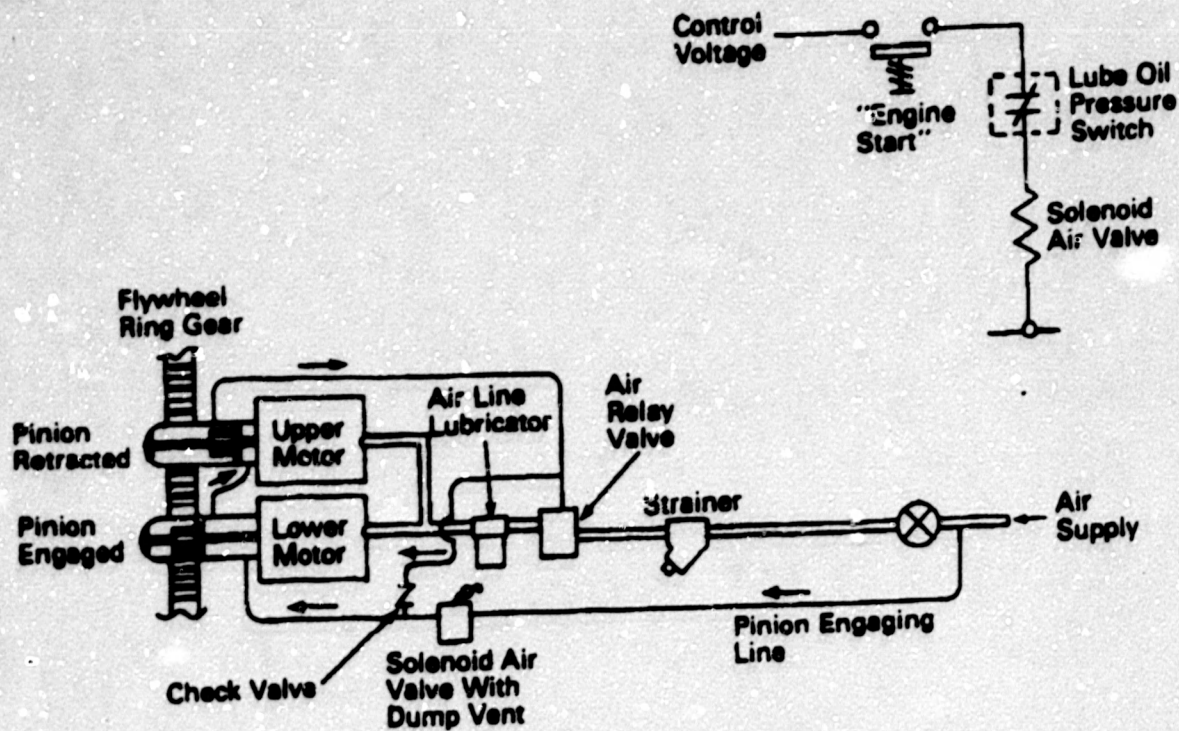 Control
Voltage
"Engine
Start"
Lube Oil
Pressure
Switch
Solenoid
Air Valve
Flywheel
Ring Gear
Pinion
Retracted
Upper
Motor
Air Line
Lubricator
Air
Relay
Valve
Strainer
Air
Supply
Pinion
Engaged
Lower
Motor
Pinion Engaging
Line
Check Valve
Solenoid Air
Valve With
Dump Vent